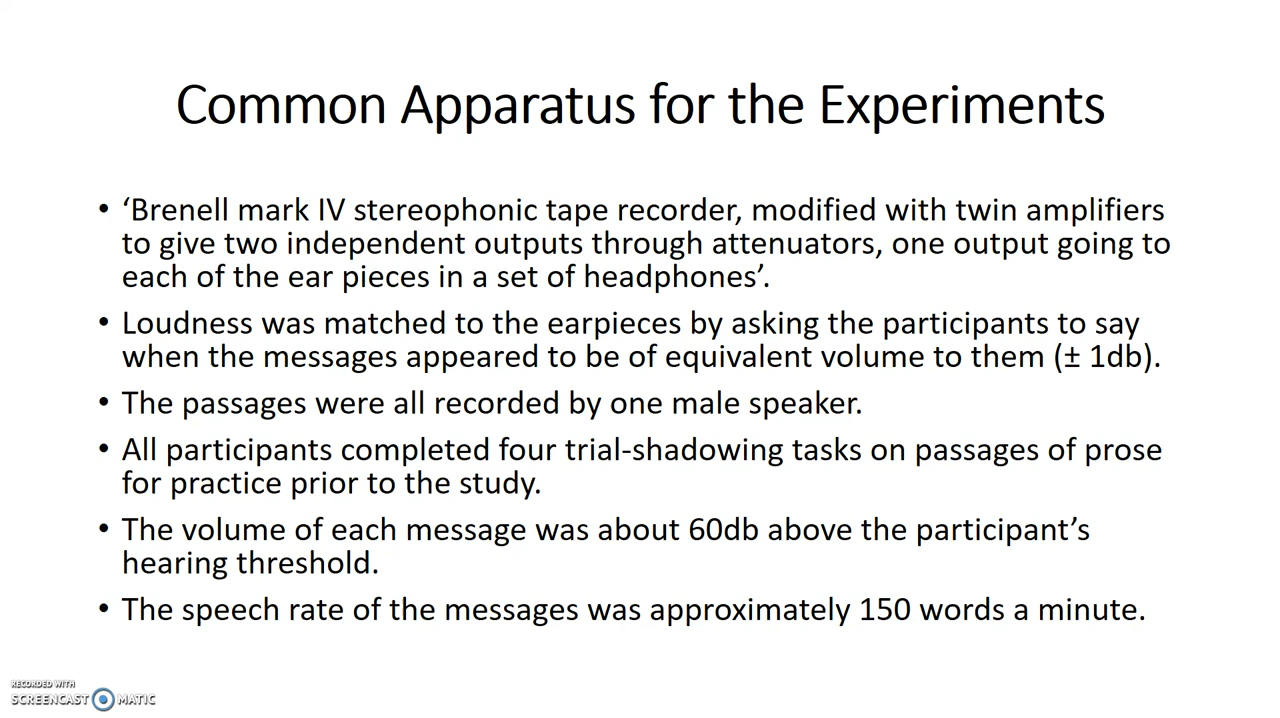 Common Apparatus for the Experiments
• ‘Brenell mark IV stereophonic tape recorder, modified with twin amplifiers
to give two independent outputs through attenuators, one output going to
each of the ear pieces in a set of headphones’.
• Loudness was matched to the earpieces by asking the participants to say
when the messages appeared to be of equivalent volume to them (± 1db).
• The passages were all recorded by one male speaker.
• All participants completed four trial-shadowing tasks on passages of prose
for practice prior to the study.
• The volume of each message was about 60db above the participant’s
hearing threshold.
• The speech rate of the messages was approximately 150 words a minute.
RECORDED WITH
SCREENCAST MATIC